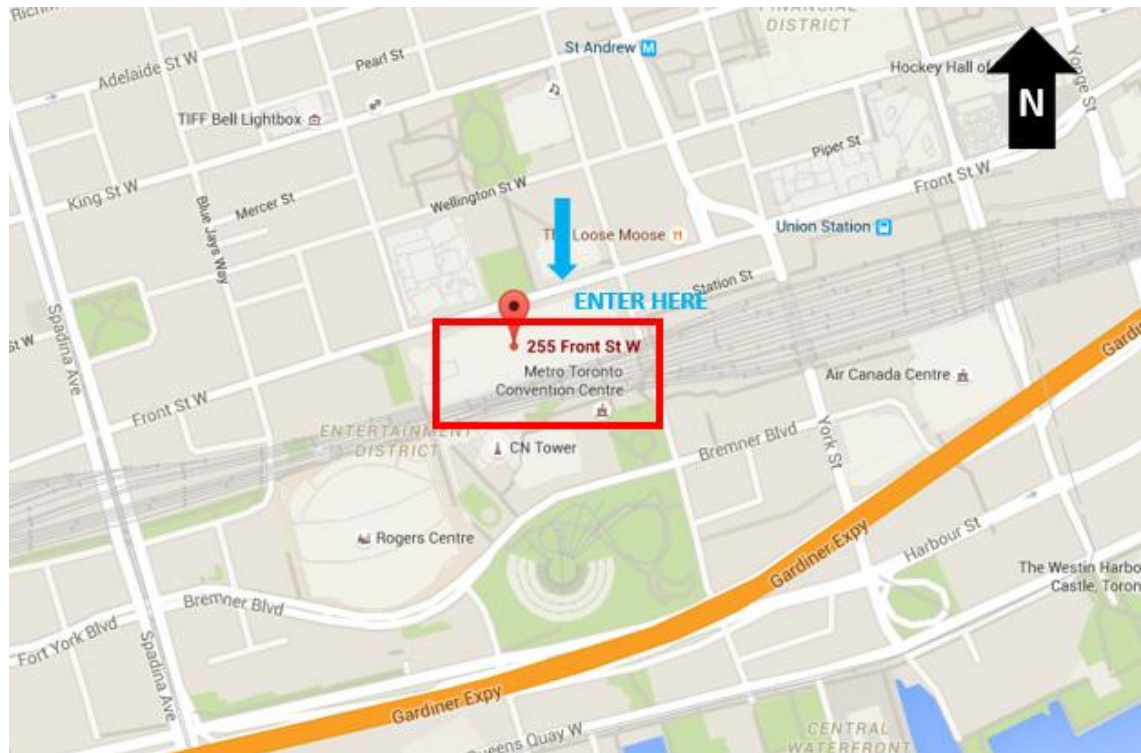 FINANCIAL
DISTRICT
St Andrew
Adelaide St W
Pearl St
Hockey Hall of
Yonge St
N
TIFF Bell Lightbox
Piper St
King St W
Mercer St
Blue Jays Way
Wellington St W
Front St W
The Loose Moose
Union Station
Station St
ENTER HERE
Spadina Ave
St W
255 Front St W
Metro Toronto
Convention Centre
Air Canada Centre
Gardi
Front St W
ENTERTAINMENT
DISTRICT
CN Tower
Bremner Blvd
York St
Rogers Centre
Gardiner Expy
Harbour St
The Westin Harbo
Castle, Toron
Bremner Blvd
Fort York Blvd
Spadina Ave
Gardiner Expy
Queens Quay W
CENTRAL
WATERFRONT